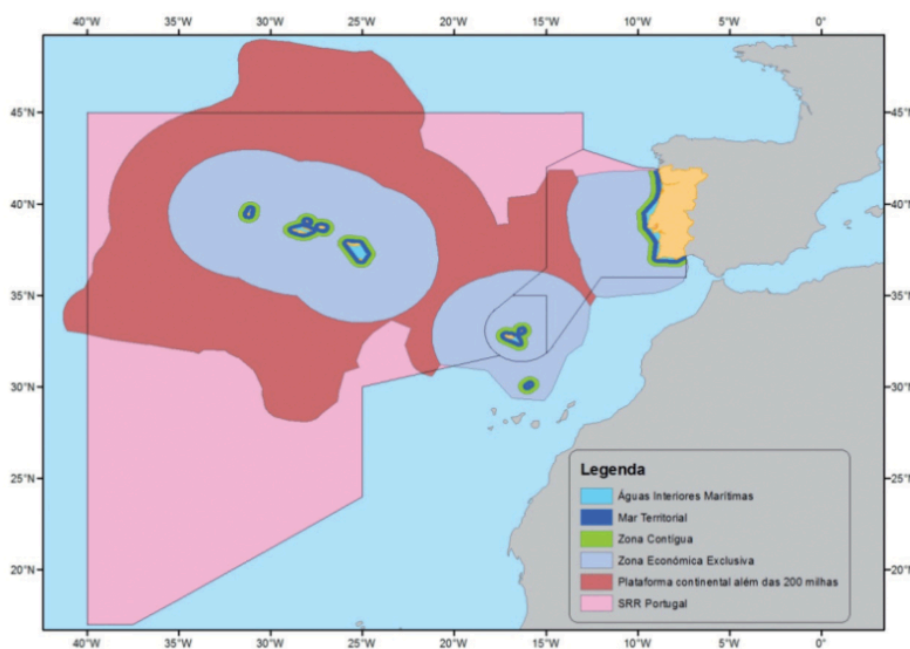 40°W 35°W 30°W 25°W 20°W 15°W 10°W 5°W 0°
45°N 45°N
40°N 40°N
35°N 35°N
30°N 30°N
25°N 25°N
20°N 20°N
Legenda
Águas Interiores Marítimas
Mar Territorial
Zona Contígua
Zona Económica Exclusiva
Plataforma continental além das 200 milhas
SRR Portugal
40°W 35°W 30°W 25°W 20°W 15°W 10°W 5°W 0°